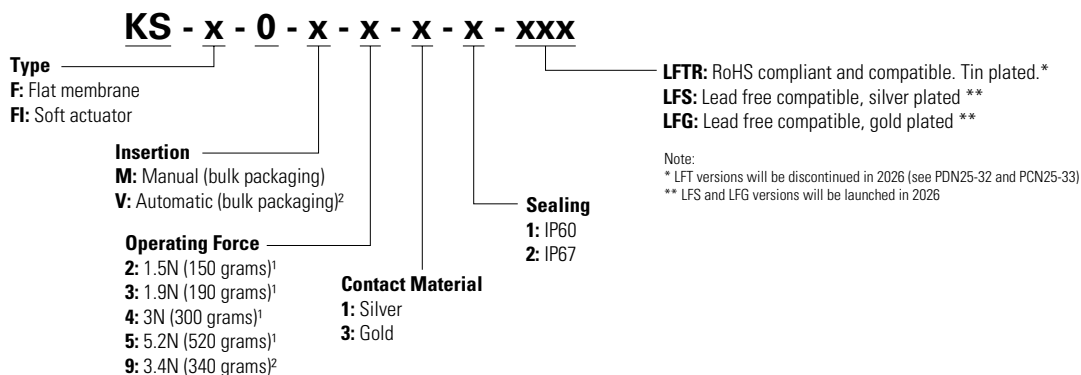 KS - x - 0 - x - x - x - x - xxx
Type
F: Flat membrane
FI: Soft actuator
Insertion
M: Manual (bulk packaging)
V: Automatic (bulk packaging)²
Operating Force
2: 1.5N (150 grams)¹
3: 1.9N (190 grams)¹
4: 3N (300 grams)¹
5: 5.2N (520 grams)¹
9: 3.4N (340 grams)²
Contact Material
1: Silver
3: Gold
Sealing
1: IP60
2: IP67
LFTR: RoHS compliant and compatible. Tin plated.*
LFS: Lead free compatible, silver plated **
LFG: Lead free compatible, gold plated **
Note:
* LFT versions will be discontinued in 2026 (see PDN25-32 and PCN25-33)
** LFS and LFG versions will be launched in 2026